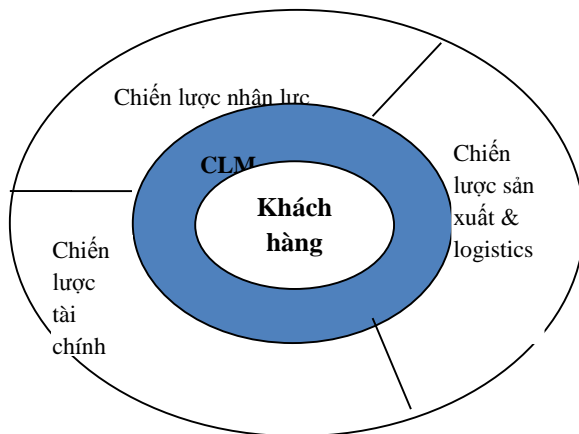 Chiến lược nhân lực
CLM
Khách
hàng
Chiến
lược sản
xuất &
logistics
Chiến
lược
tài
chính